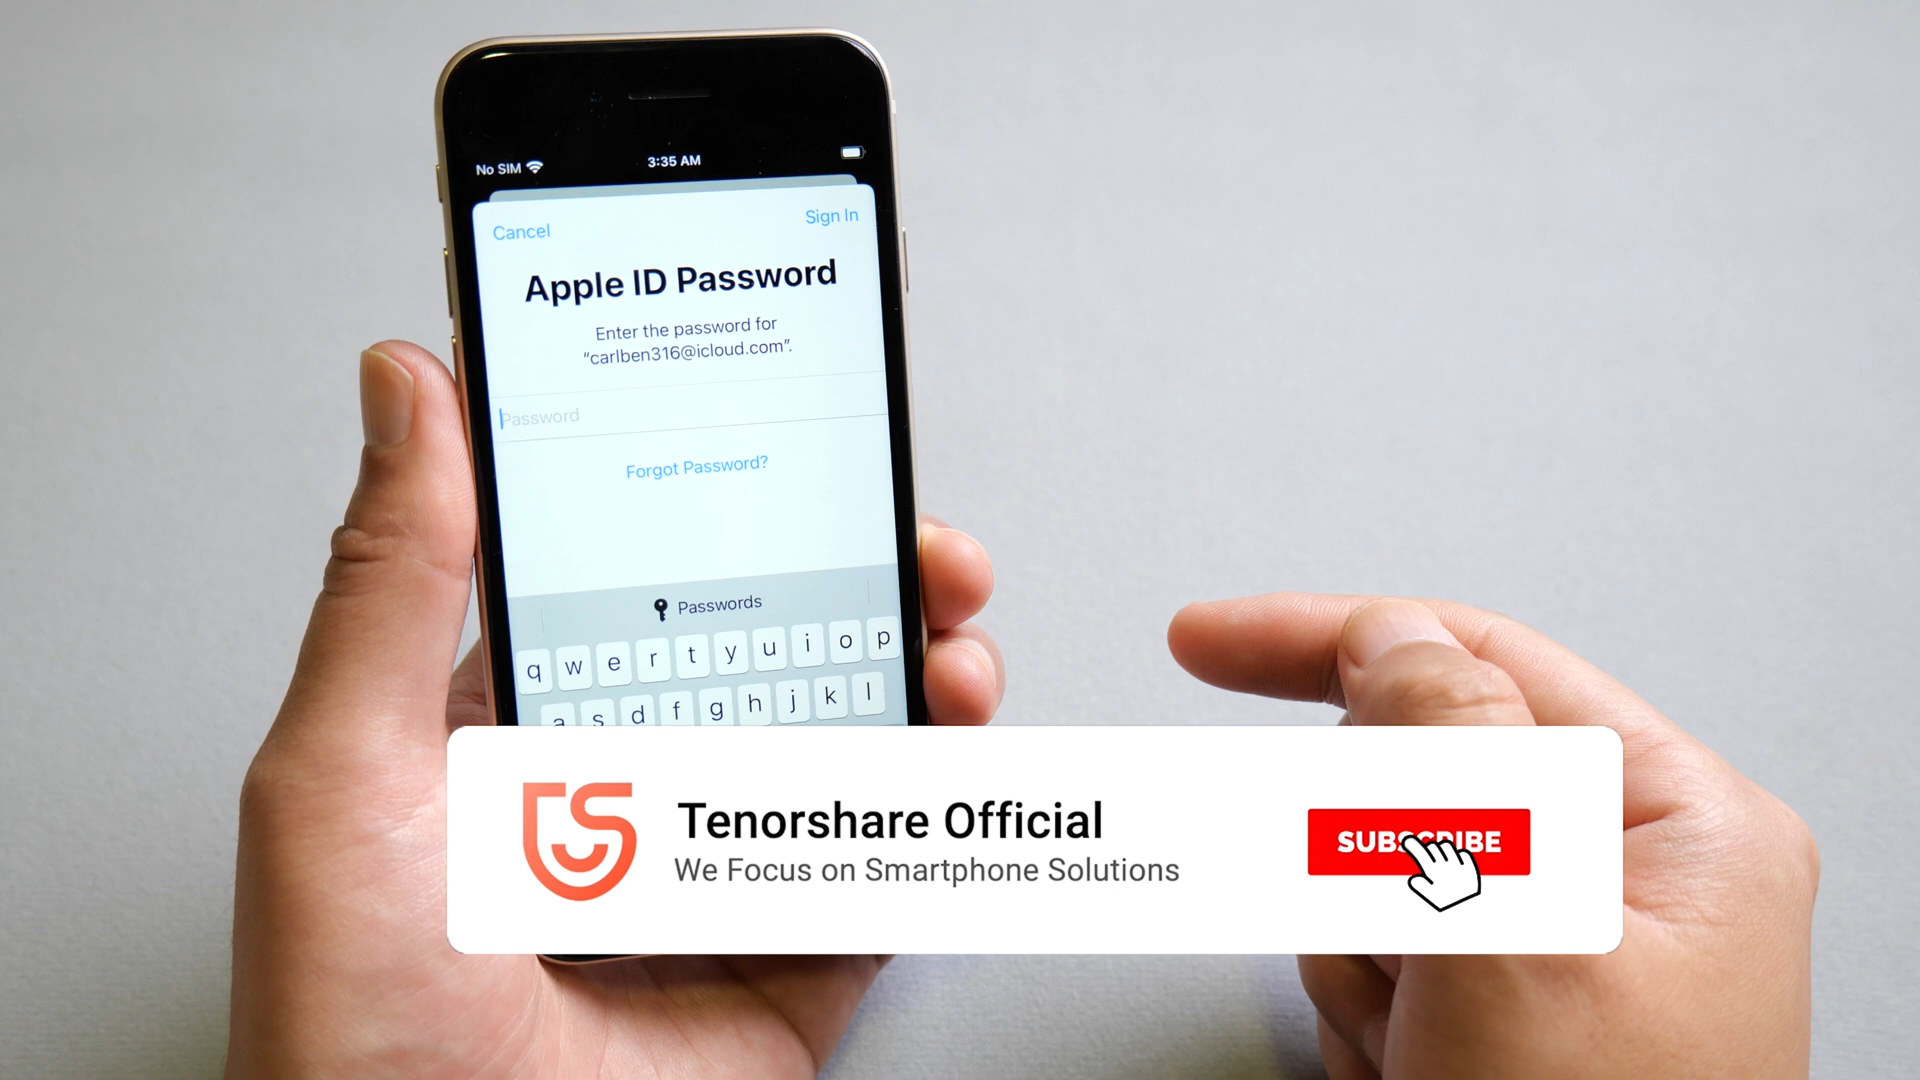 No SIM 3:35 AM
Cancel Sign In
Apple ID Password
Enter the password for
“carlben316@icloud.com”.
Password
Forgot Password?
Passwords
q w e r t y u i o p
a s d f g h j k l
Tenorshare Official
We Focus on Smartphone Solutions
SUBSCRIBE